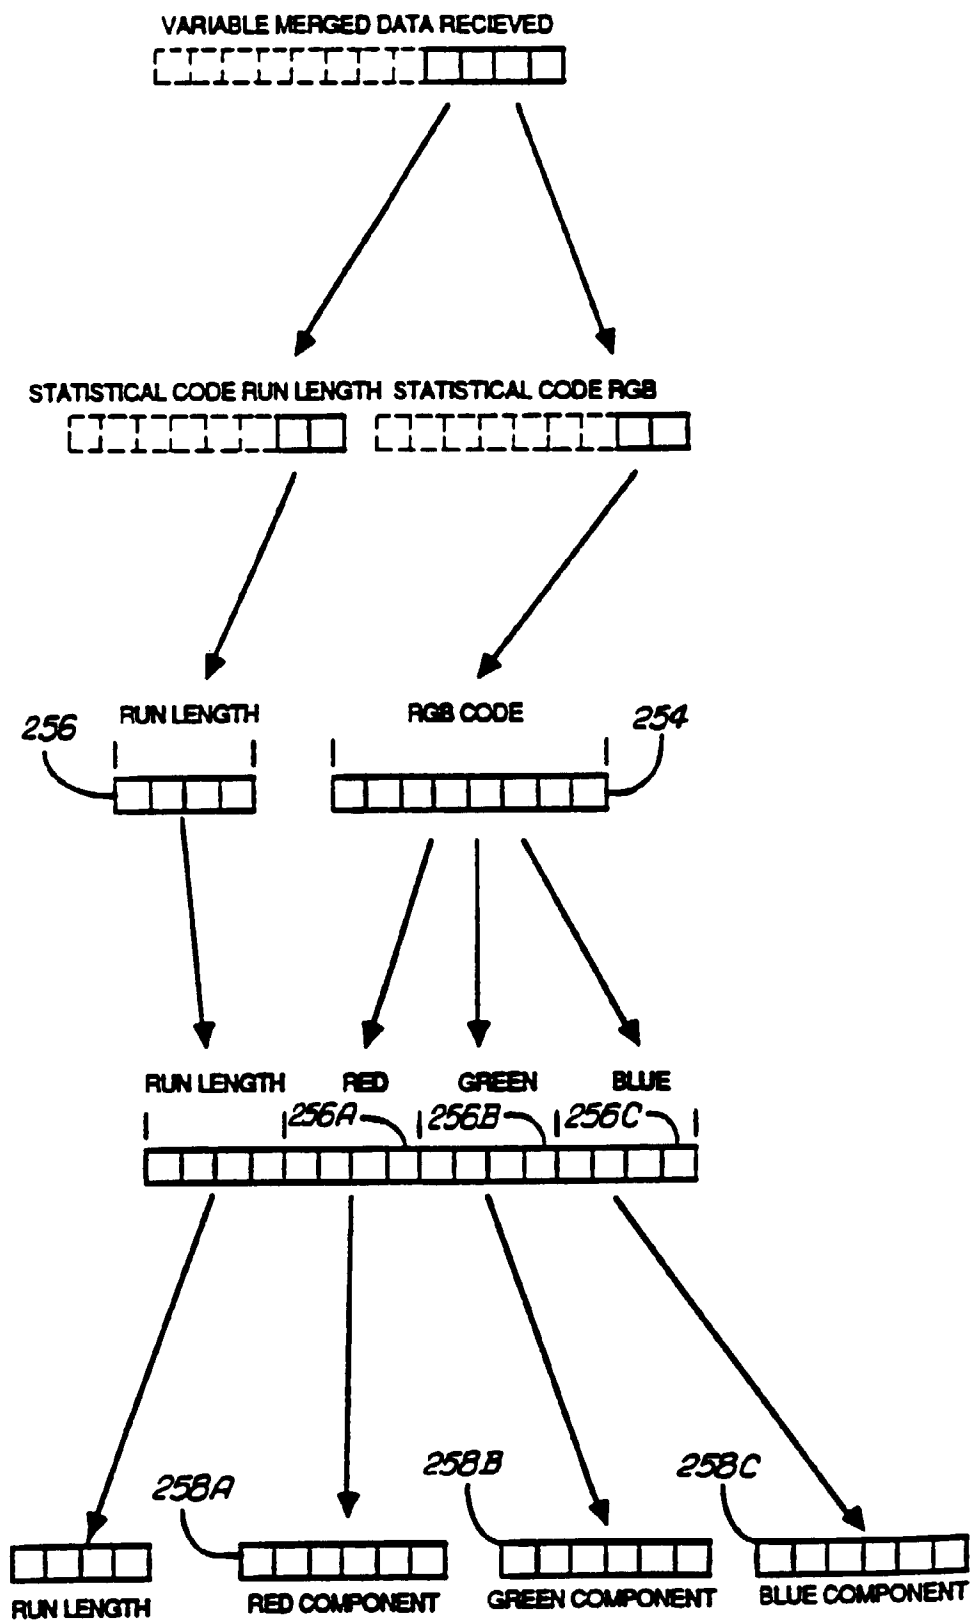 VARIABLE MERGED DATA RECIEVED
STATISTICAL CODE RUN LENGTH STATISTICAL CODE RGB
256 RUN LENGTH RGB CODE 254
RUN LENGTH RED GREEN BLUE
256A 256B 256C
258A 258B 258C
RUN LENGTH RED COMPONENT GREEN COMPONENT BLUE COMPONENT